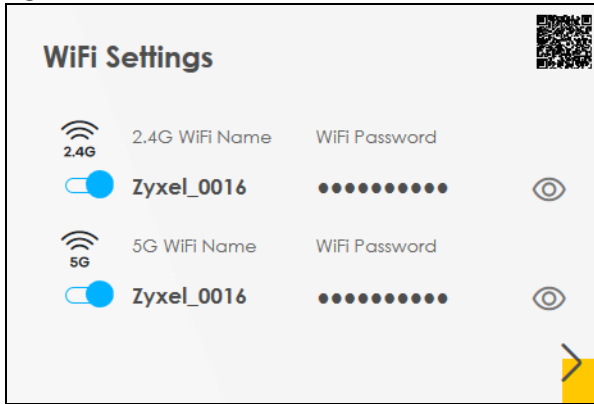 WiFi Settings
2.4G WiFi Name WiFi Password
2.4G
Zyxel_0016 ●●●●●●●●●●
5G WiFi Name WiFi Password
5G
Zyxel_0016 ●●●●●●●●●●